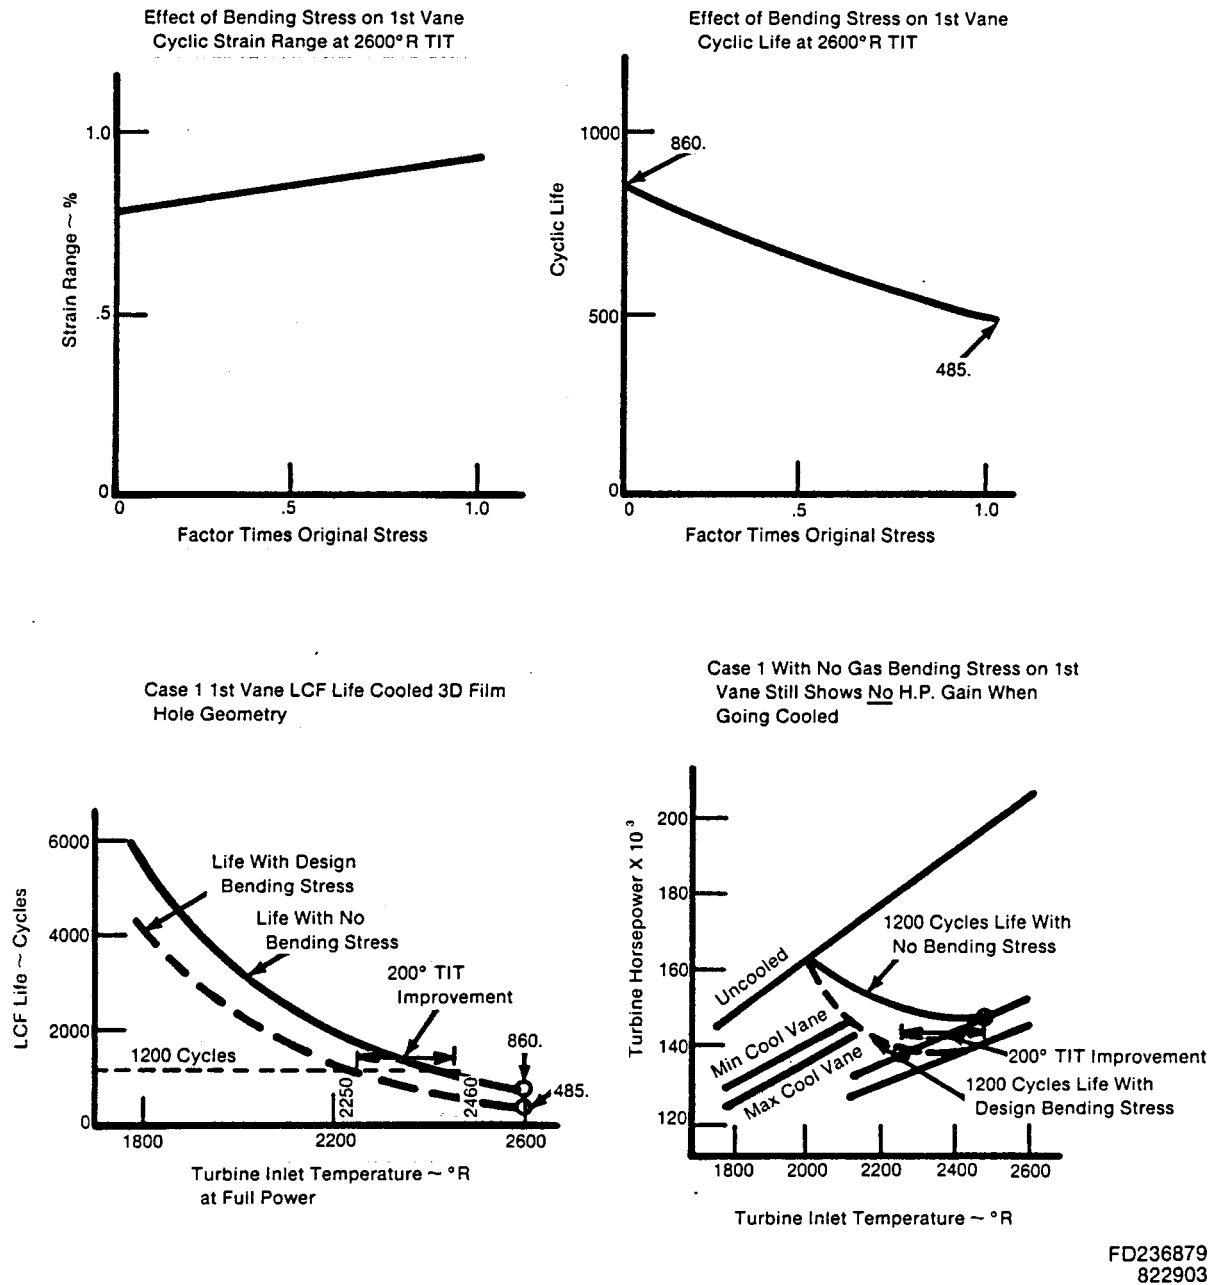 Effect of Bending Stress on 1st Vane
Cyclic Strain Range at 2600°R TIT
1.0
.5
0
Strain Range ~ %
0
.5
1.0
Factor Times Original Stress
Effect of Bending Stress on 1st Vane
Cyclic Life at 2600°R TIT
1000
500
0
Cyclic Life
860.
485.
0
.5
1.0
Factor Times Original Stress
Case 1 1st Vane LCF Life Cooled 3D Film
Hole Geometry
6000
4000
2000
0
LCF Life ~ Cycles
Life With Design
Bending Stress
Life With No
Bending Stress
200° TIT
Improvement
1200 Cycles
2250
2460
860.
485.
1800
2200
2600
Turbine Inlet Temperature ~ °R
at Full Power
Case 1 With No Gas Bending Stress on 1st
Vane Still Shows No H.P. Gain When
Going Cooled
200
180
160
140
120
Turbine Horsepower X 10⁻³
Uncooled
1200 Cycles Life With
No Bending Stress
Min Cool Vane
Max Cool Vane
200° TIT Improvement
1200 Cycles Life With
Design Bending Stress
1800
2000
2200
2400
2600
Turbine Inlet Temperature ~ °R
FD236879
822903